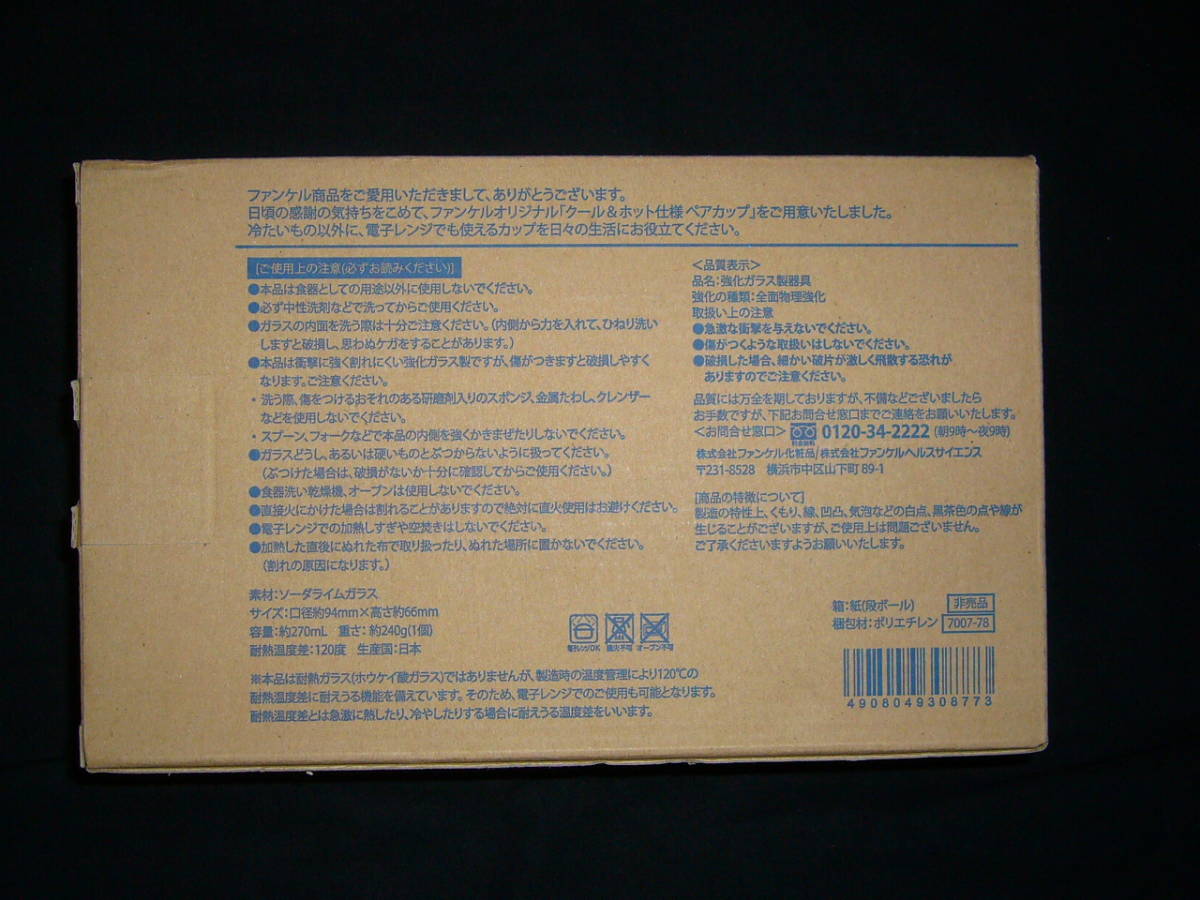 ファンケル商品をご愛用いただきまして、ありがとうございます。
日頃の感謝の気持ちをこめて、ファンケルオリジナル「クール&ホット仕様 ペアカップ」をご用意いたしました。
冷たいもの以外に、電子レンジでも使えるカップを日々の生活にお役立てください。
[ご使用上の注意(必ずお読みください)]
●本品は食器としての用途以外に使用しないでください。
●必ず中性洗剤などで洗ってからご使用ください。
●ガラスの内面を洗う際は十分ご注意ください。(内側から力を入れて、ひねり洗い
しますと破損し、思わぬケガをすることがあります。)
●本品は衝撃に強く割れにくい強化ガラス製ですが、傷がつきますと破損しやすく
なります。ご注意ください。
・洗う際、傷をつけるおそれのある研磨剤入りのスポンジ、金属たわし、クレンザー
などを使用しないでください。
・スプーン、フォークなどで本品の内側を強くかきまぜたりしないでください。
●ガラスどうし、あるいは硬いものとぶつからないように扱ってください。
(ぶつけた場合は、破損がないか十分に確認してからご使用ください。)
●食器洗い乾燥機、オーブンは使用しないでください。
●直接火にかけた場合は割れることがありますので絶対に直火使用はお避けください。
●電子レンジでの加熱しすぎや空焚きはしないでください。
●加熱した直後にぬれた布で取り扱ったり、ぬれた場所に置かないでください。
(割れの原因になります。)
素材:ソーダライムガラス
サイズ:口径約94mm×高さ約66mm
容量:約270mL 重さ:約240g(1個)
耐熱温度差:120度 生産国:日本
電子レンジOK 直火不可 オーブン不可
※本品は耐熱ガラス(ホウケイ酸ガラス)ではありませんが、製造時の温度管理により120℃の
耐熱温度差に耐えうる機能を備えています。そのため、電子レンジでのご使用も可能となります。
耐熱温度差とは急激に熱したり、冷やしたりする場合に耐えうる温度差をいいます。
<品質表示>
品名:強化ガラス製器具
強化の種類:全面物理強化
取扱い上の注意
●急激な衝撃を与えないでください。
●傷がつくような取扱いはしないでください。
●破損した場合、細かい破片が激しく飛散する恐れが
ありますのでご注意ください。
品質には万全を期しておりますが、不備などございましたら
お手数ですが、下記お問合せ窓口までご連絡をお願いいたします。
<お問合せ窓口> 0120-34-2222 (朝9時〜夜9時)
株式会社ファンケル化粧品/株式会社ファンケルヘルスサイエンス
〒231-8528 横浜市中区山下町 89-1
[商品の特徴について]
製造の特性上、くもり、線、凹凸、気泡などの白点、黒茶色の点や線が
生じることがございますが、ご使用上は問題ございません。
ご了承くださいますようお願いいたします。
箱:紙(段ボール) 非売品
梱包材:ポリエチレン 7007-78
4908049308773